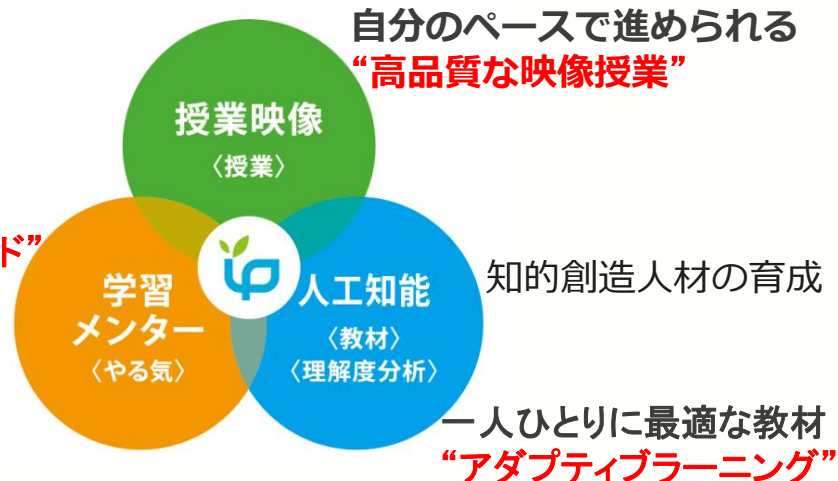 自分のペースで進められる
“高品質な映像授業”
授業映像
〈授業〉
ド”
学習
メンター
〈やる気〉
人工知能
〈教材〉
〈理解度分析〉
知的創造人材の育成
一人ひとりに最適な教材
“アダプティブラーニング”